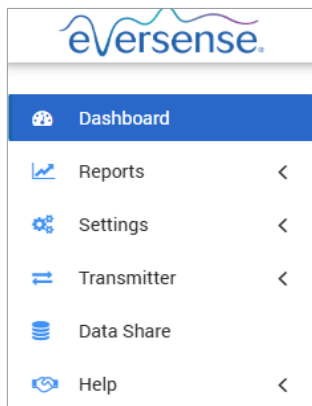 eversense.
Dashboard
Reports
Settings
Transmitter
Data Share
Help